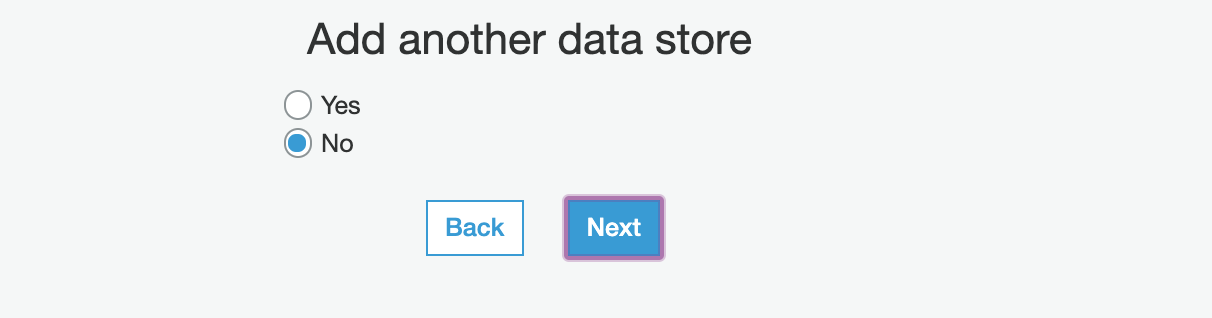 Add another data store
Yes
No
Back Next